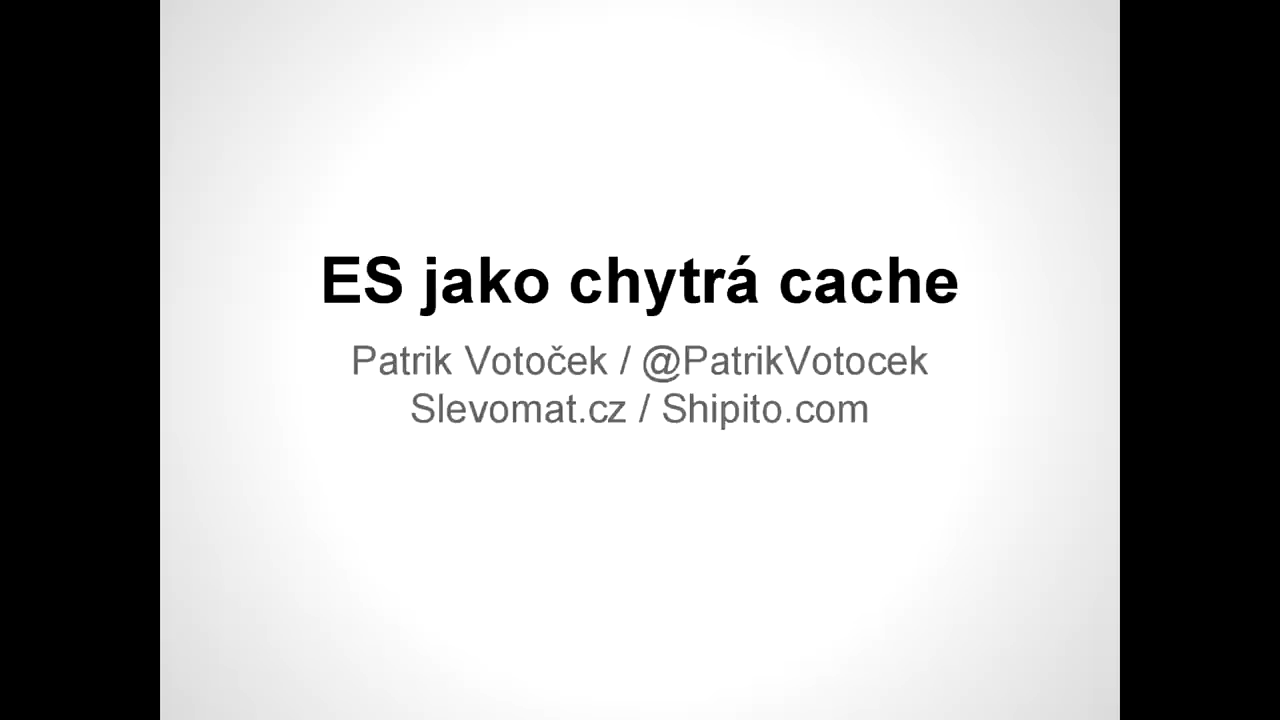 ES jako chytrá cache
Patrik Votoček / @PatrikVotocek
Slevomat.cz / Shipito.com